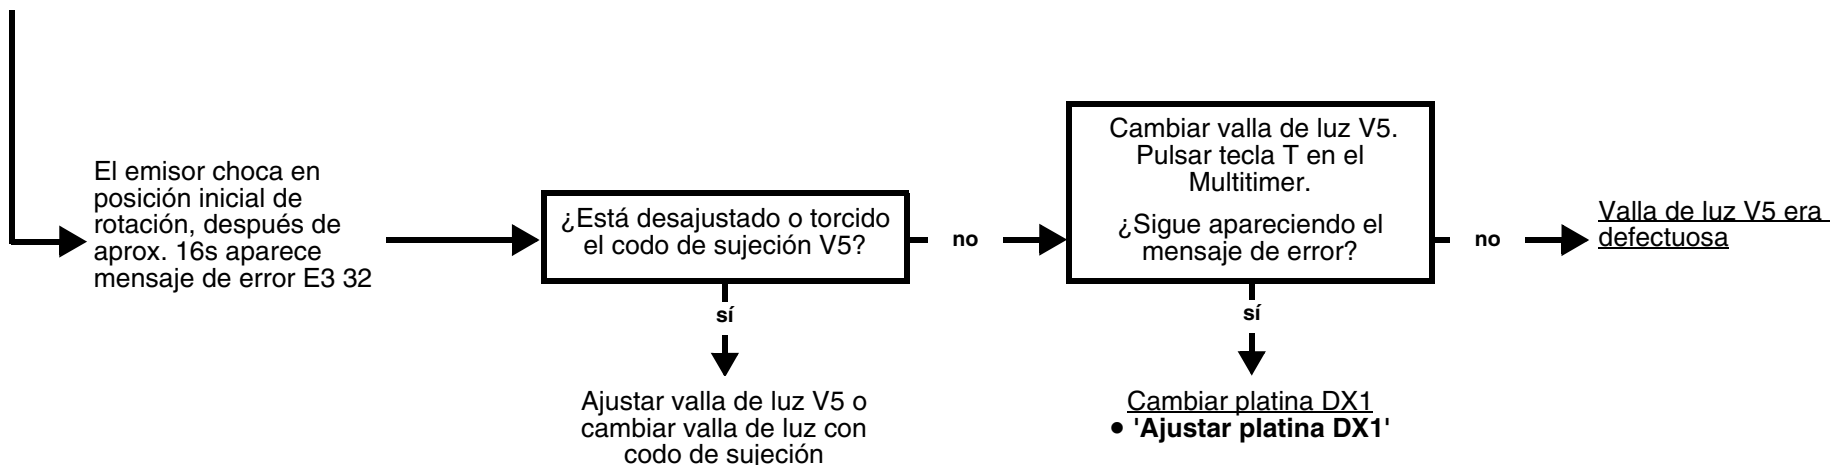 El emisor choca en
posición inicial de
rotación, después de
aprox. 16s aparece
mensaje de error E3 32
¿Está desajustado o torcido
el codo de sujeción V5?
no
sí
Ajustar valla de luz V5 o
cambiar valla de luz con
codo de sujeción
Cambiar valla de luz V5.
Pulsar tecla T en el
Multitimer.
¿Sigue apareciendo el
mensaje de error?
no
sí
Cambiar platina DX1
• 'Ajustar platina DX1'
Valla de luz V5 era
defectuosa